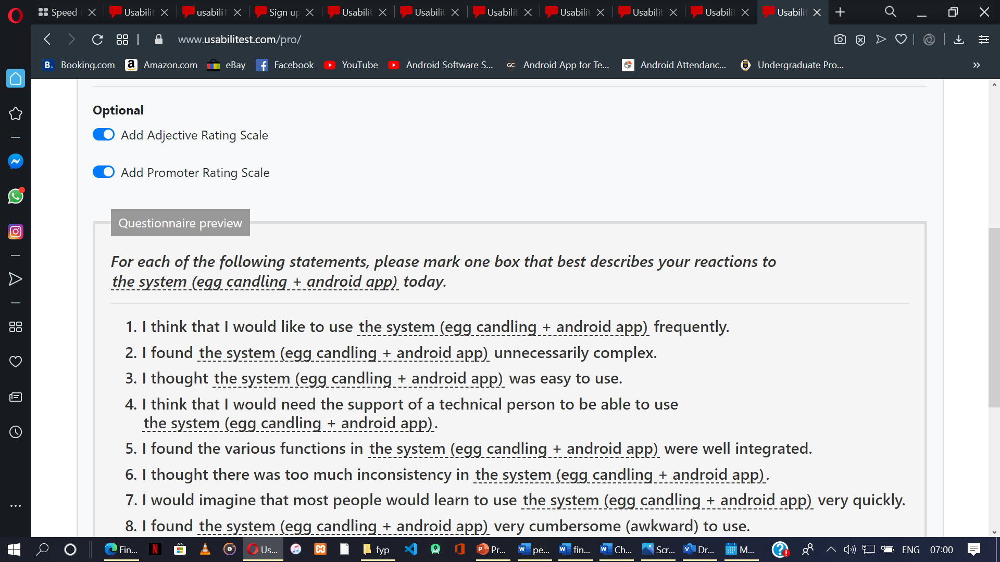 Speed
Usabilit
usabiliT
Sign up
Usabilit
Usabilit
Usabilit
Usabilit
Usabilit
Usabilit
Usabilit
www.usabilitest.com/pro/
B. Booking.com
a Amazon.com
eBay
Facebook
YouTube
Android Software S...
GC Android App for Te...
Android Attendanc...
Undergraduate Pro...
Optional
Add Adjective Rating Scale
Add Promoter Rating Scale
Questionnaire preview
For each of the following statements, please mark one box that best describes your reactions to
the system (egg candling + android app) today.
1. I think that I would like to use the system (egg candling + android app) frequently.
2. I found the system (egg candling + android app) unnecessarily complex.
3. I thought the system (egg candling + android app) was easy to use.
4. I think that I would need the support of a technical person to be able to use
the system (egg candling + android app).
5. I found the various functions in the system (egg candling + android app) were well integrated.
6. I thought there was too much inconsistency in the system (egg candling + android app).
7. I would imagine that most people would learn to use the system (egg candling + android app) very quickly.
8. I found the system (egg candling + android app) very cumbersome (awkward) to use.
Fin...
N
Us...
fyp
Pr...
pe...
fin...
Ch...
Scr...
Dr...
M...
ENG
07:00